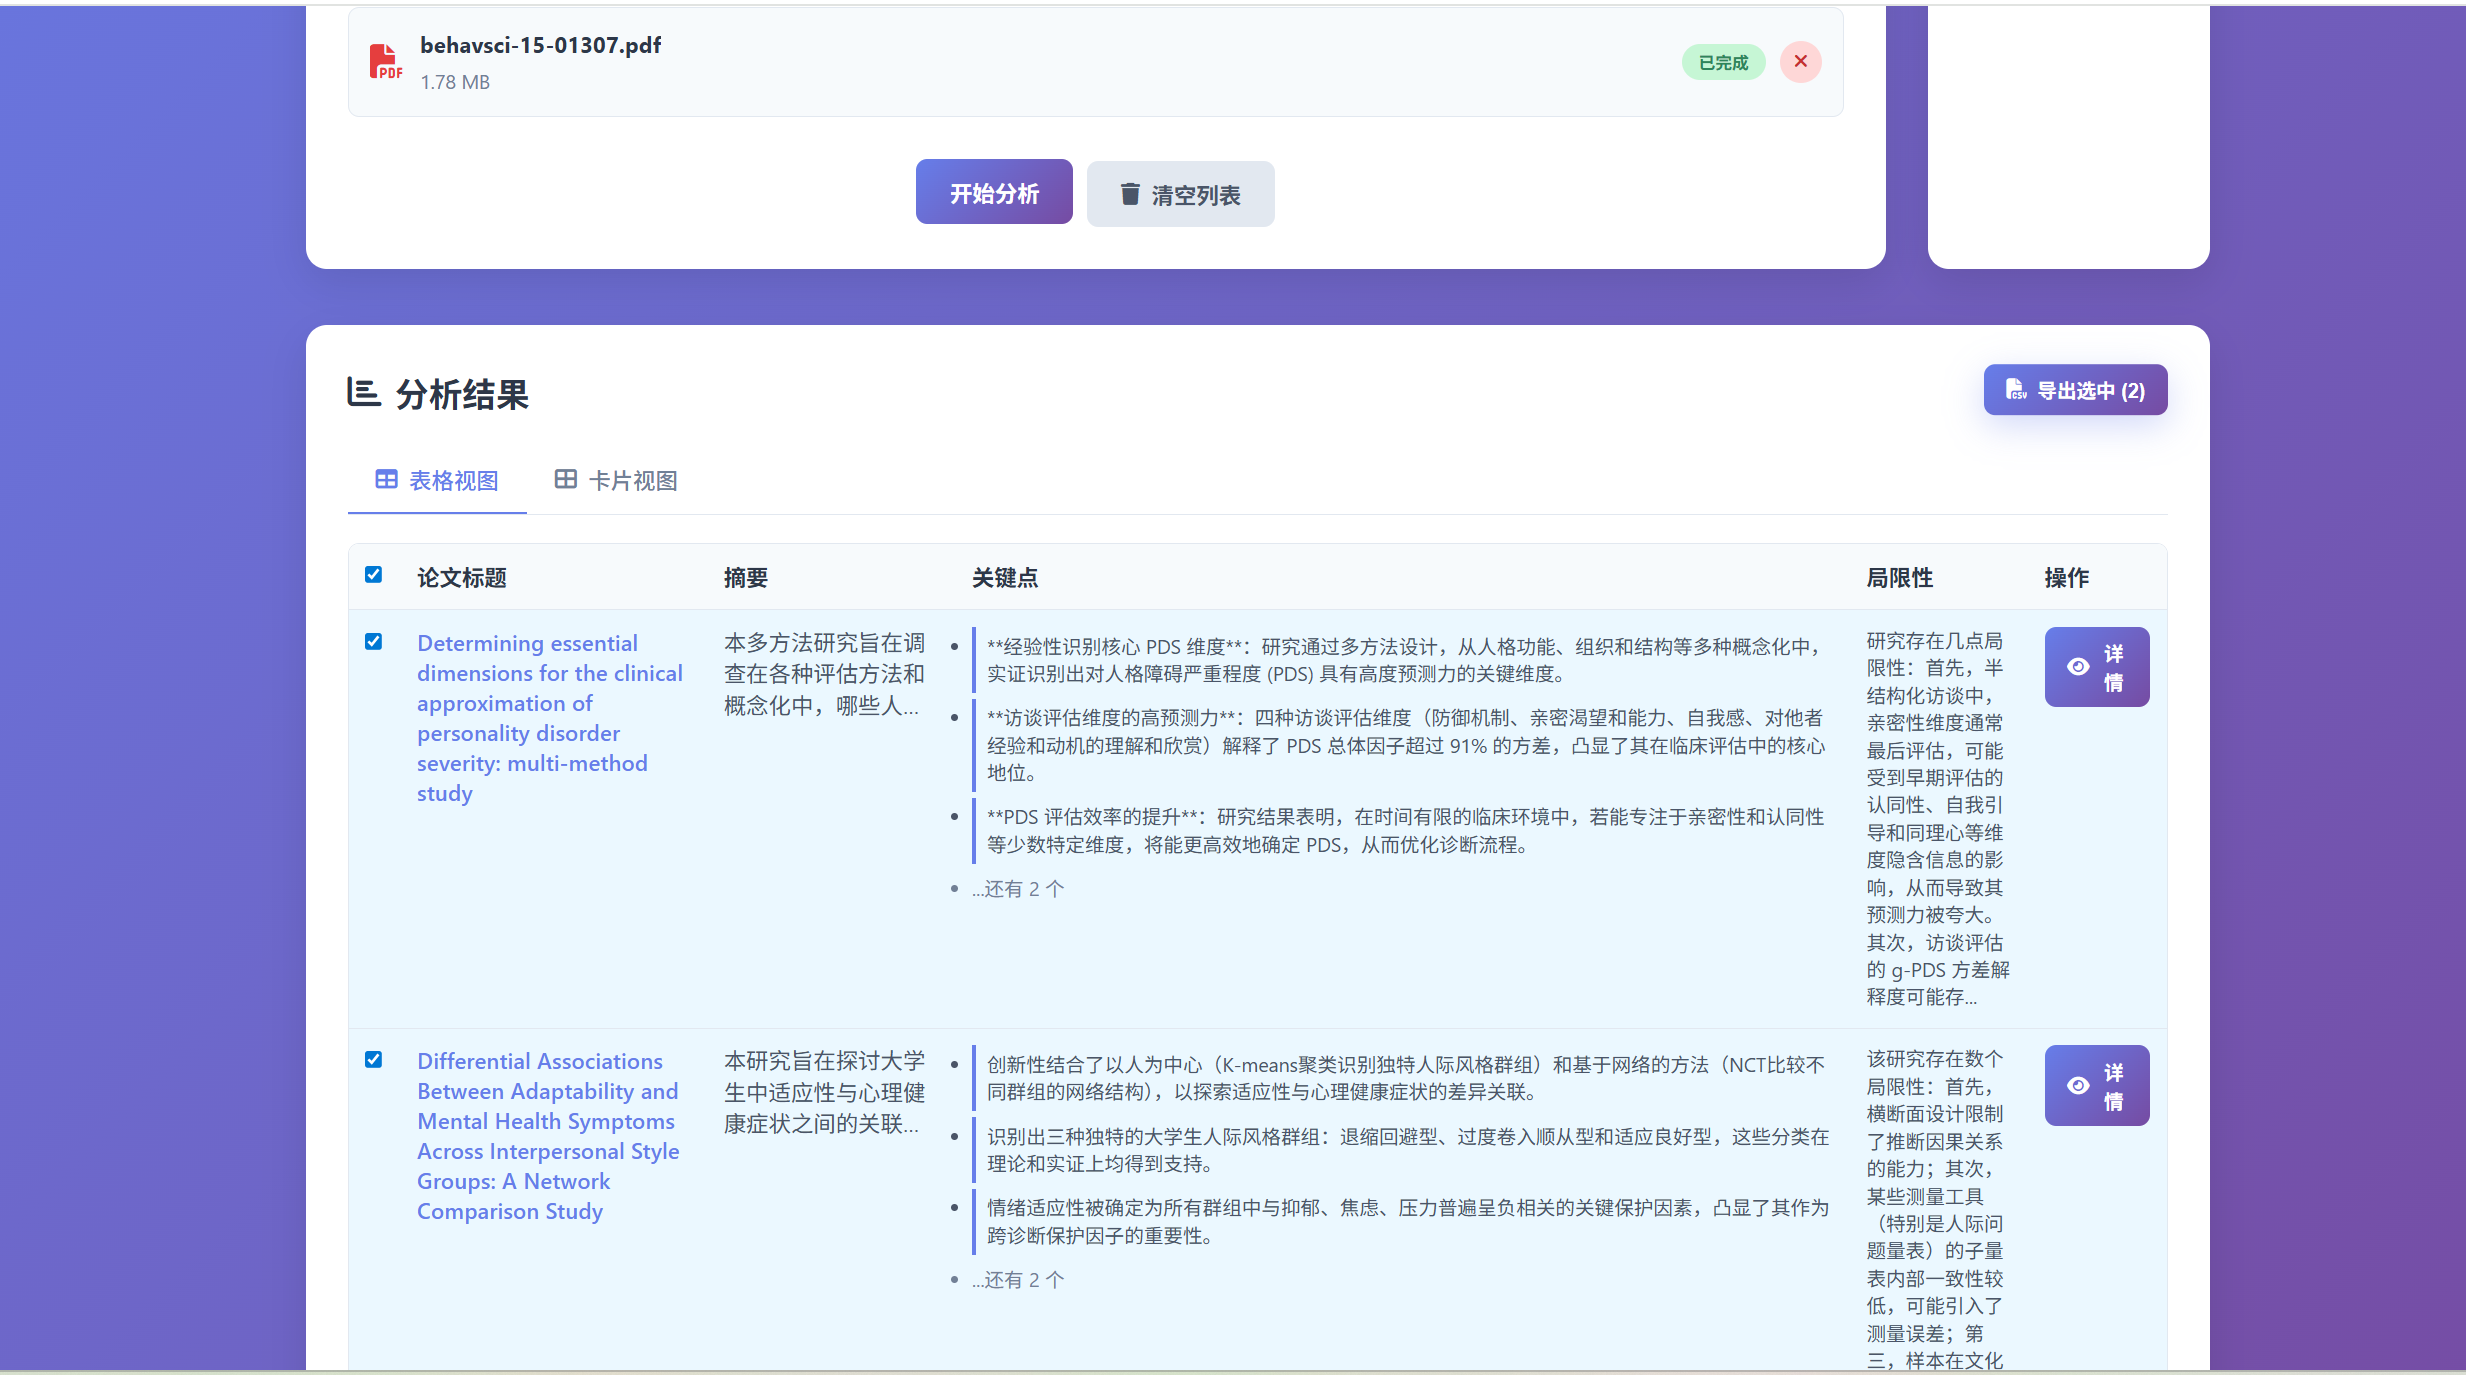 behavsci-15-01307.pdf
1.78 MB
已完成
开始分析
清空列表
分析结果
导出选中 (2)
表格视图
卡片视图
论文标题
摘要
关键点
局限性
操作
Determining essential
dimensions for the clinical
approximation of
personality disorder
severity: multi-method
study
本多方法研究旨在调
查在各种评估方法和
概念化中，哪些人...
**经验性识别核心 PDS 维度**：研究通过多方法设计，从人格功能、组织和结构等多种概念化中，
实证识别出对人格障碍严重程度 (PDS) 具有高度预测力的关键维度。
**访谈评估维度的高预测力**：四种访谈评估维度（防御机制、亲密渴望和能力、自我感、对他者
经验和动机的理解和欣赏）解释了 PDS 总体因子超过 91% 的方差，凸显了其在临床评估中的核心
地位。
**PDS 评估效率的提升**：研究结果表明，在时间有限的临床环境中，若能专注于亲密性和认同性
等少数特定维度，将能更高效地确定 PDS，从而优化诊断流程。
...还有 2 个
研究存在几点局
限性：首先，半
结构化访谈中，
亲密性维度通常
最后评估，可能
受到早期评估的
认同性、自我引
导和同理心等维
度隐含信息的影
响，从而导致其
预测力被夸大。
其次，访谈评估
的 g-PDS 方差解
释度可能存...
详
情
Differential Associations
Between Adaptability and
Mental Health Symptoms
Across Interpersonal Style
Groups: A Network
Comparison Study
本研究旨在探讨大学
生中适应性与心理健
康症状之间的关联...
创新性结合了以人为中心（K-means聚类识别独特人际风格群组）和基于网络的方法（NCT比较不
同群组的网络结构），以探索适应性与心理健康症状的差异关联。
识别出三种独特的大学生人际风格群组：退缩回避型、过度卷入顺从型和适应良好型，这些分类在
理论和实证上均得到支持。
情绪适应性被确定为所有群组中与抑郁、焦虑、压力普遍呈负相关的关键保护因素，凸显了其作为
跨诊断保护因子的重要性。
...还有 2 个
该研究存在数个
局限性：首先，
横断面设计限制
了推断因果关系
的能力；其次，
某些测量工具
（特别是人际问
题量表）的子量
表内部一致性较
低，可能引入了
测量误差；第
三，样本在文化
详
情